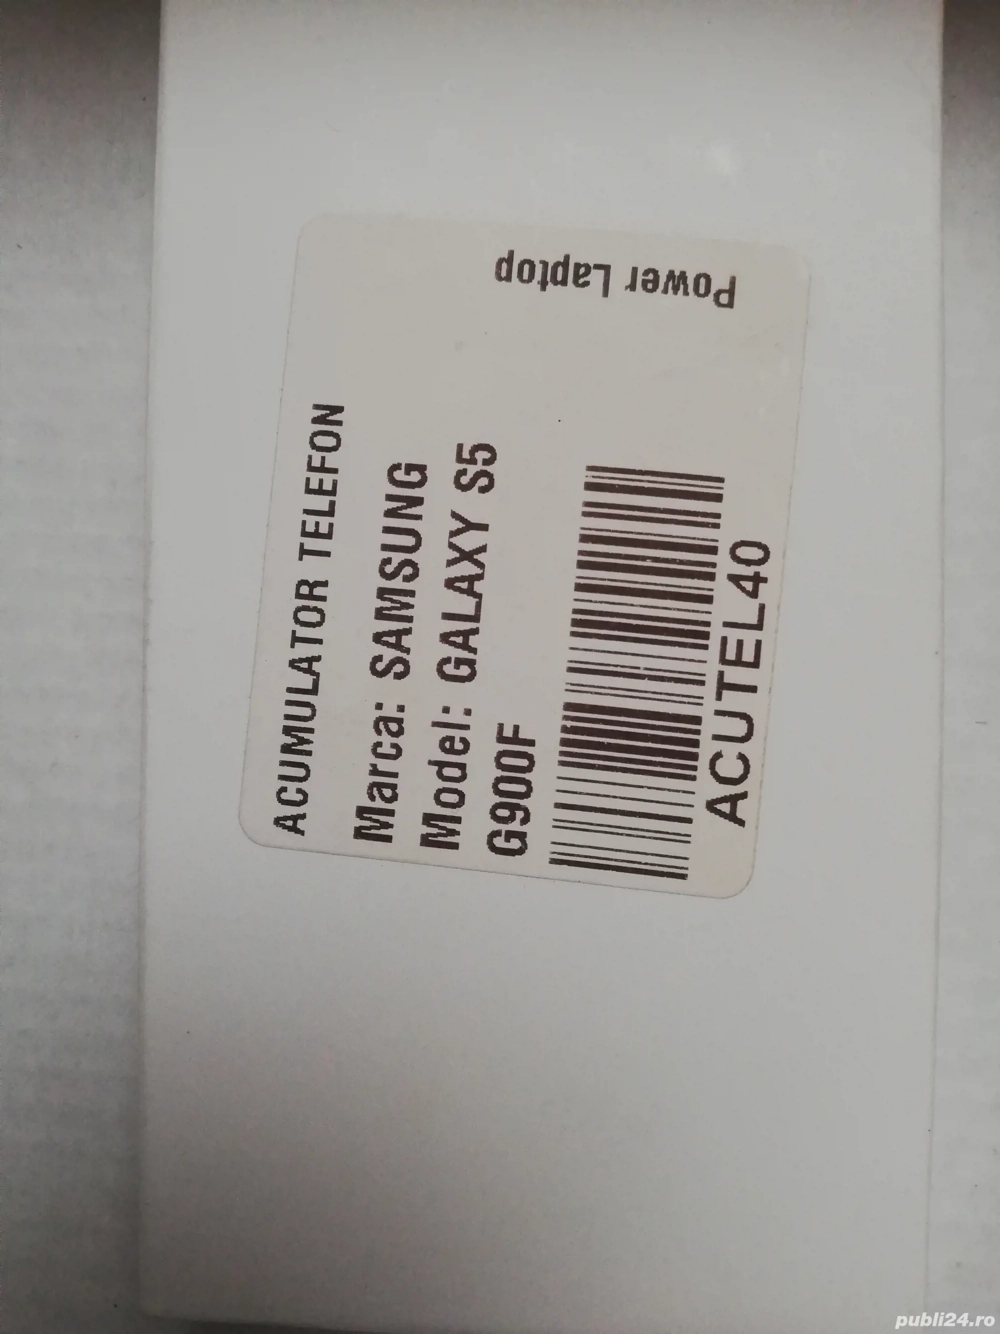 ACUMULATOR TELEFON
Marca: SAMSUNG
Model: GALAXY S5
G900F
ACUTEL40
Power Laptop
publi24.ro